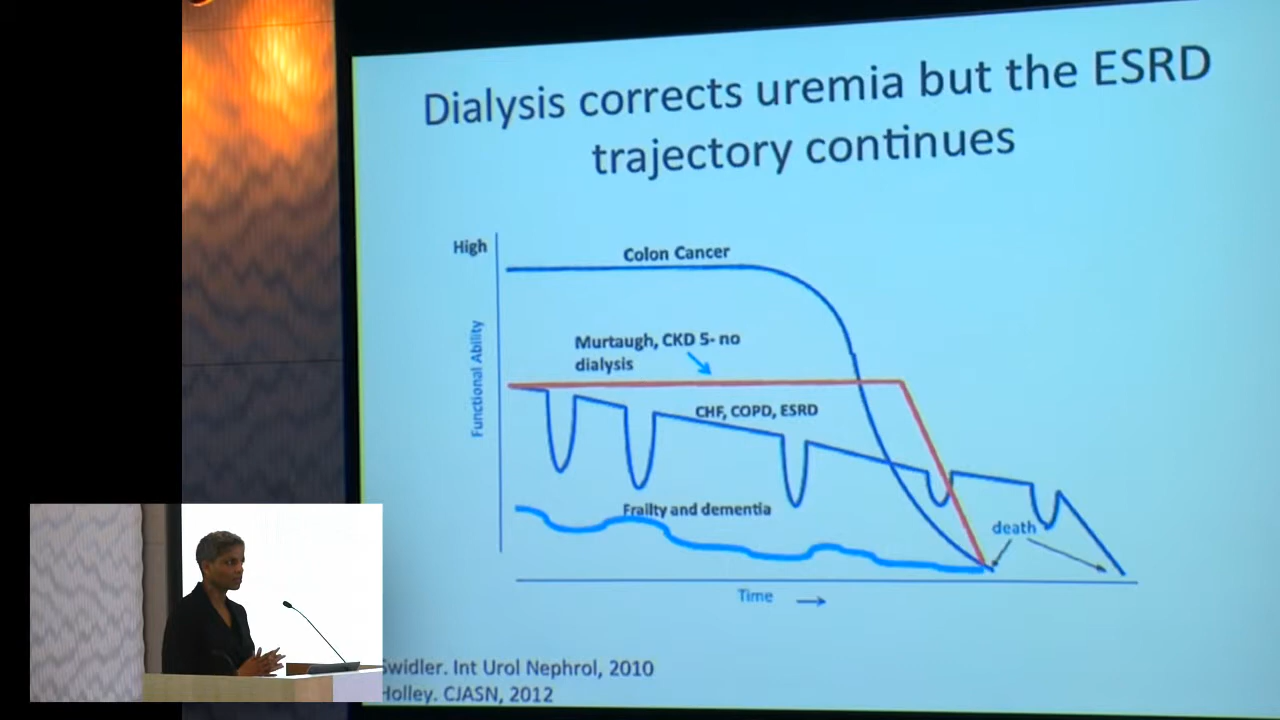 Dialysis corrects uremia but the ESRD
trajectory continues
High
Colon Cancer
Functional Ability
Murtaugh, CKD 5- no
dialysis
CHF, COPD, ESRD
Frailty and dementia
death
Time
Swidler. Int Urol Nephrol, 2010
Holley. CJASN, 2012